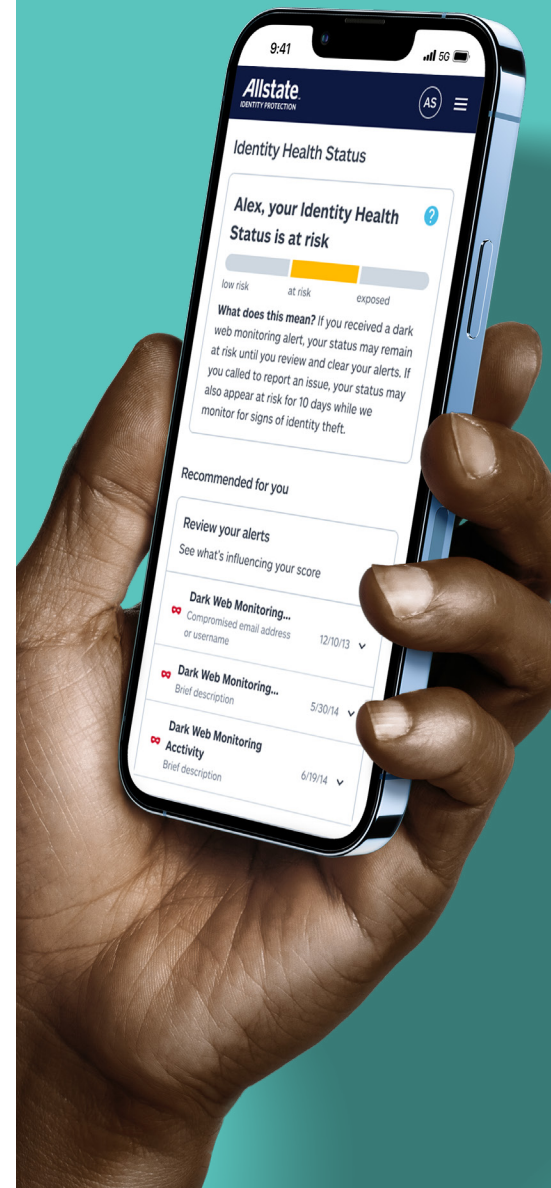 9:41
5G
Allstate.
IDENTITY PROTECTION
AS
Identity Health Status
Alex, your Identity Health
?
Status is at risk
low risk
at risk
exposed
What does this mean? If you received a dark
web monitoring alert, your status may remain
at risk until you review and clear your alerts. If
you called to report an issue, your status may
also appear at risk for 10 days while we
monitor for signs of identity theft.
Recommended for you
Review your alerts
See what's influencing your score
Dark Web Monitoring...
Compromised email address
or username
12/10/13
Dark Web Monitoring...
Brief description
5/30/14
Dark Web Monitoring
Acctivity
Brief description
6/19/14